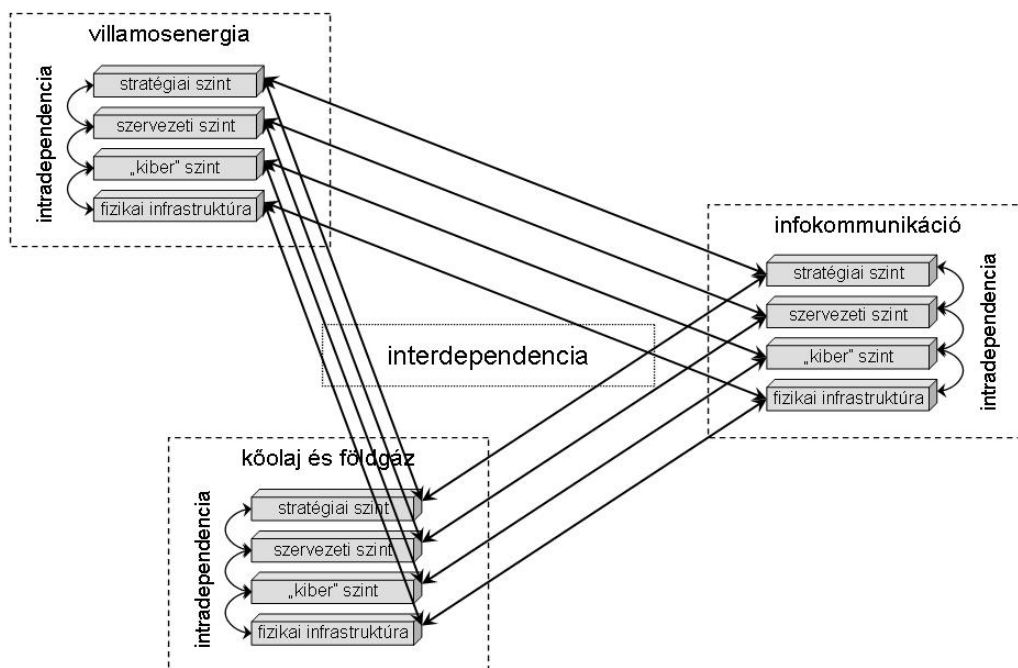 villamosenergia
intradependencia
stratégiai szint
szervezeti szint
„kiber” szint
fizikai infrastruktúra
infokommunikáció
stratégiai szint
szervezeti szint
„kiber” szint
fizikai infrastruktúra
intradependencia
interdependencia
kőolaj és földgáz
intradependencia
stratégiai szint
szervezeti szint
„kiber” szint
fizikai infrastruktúra